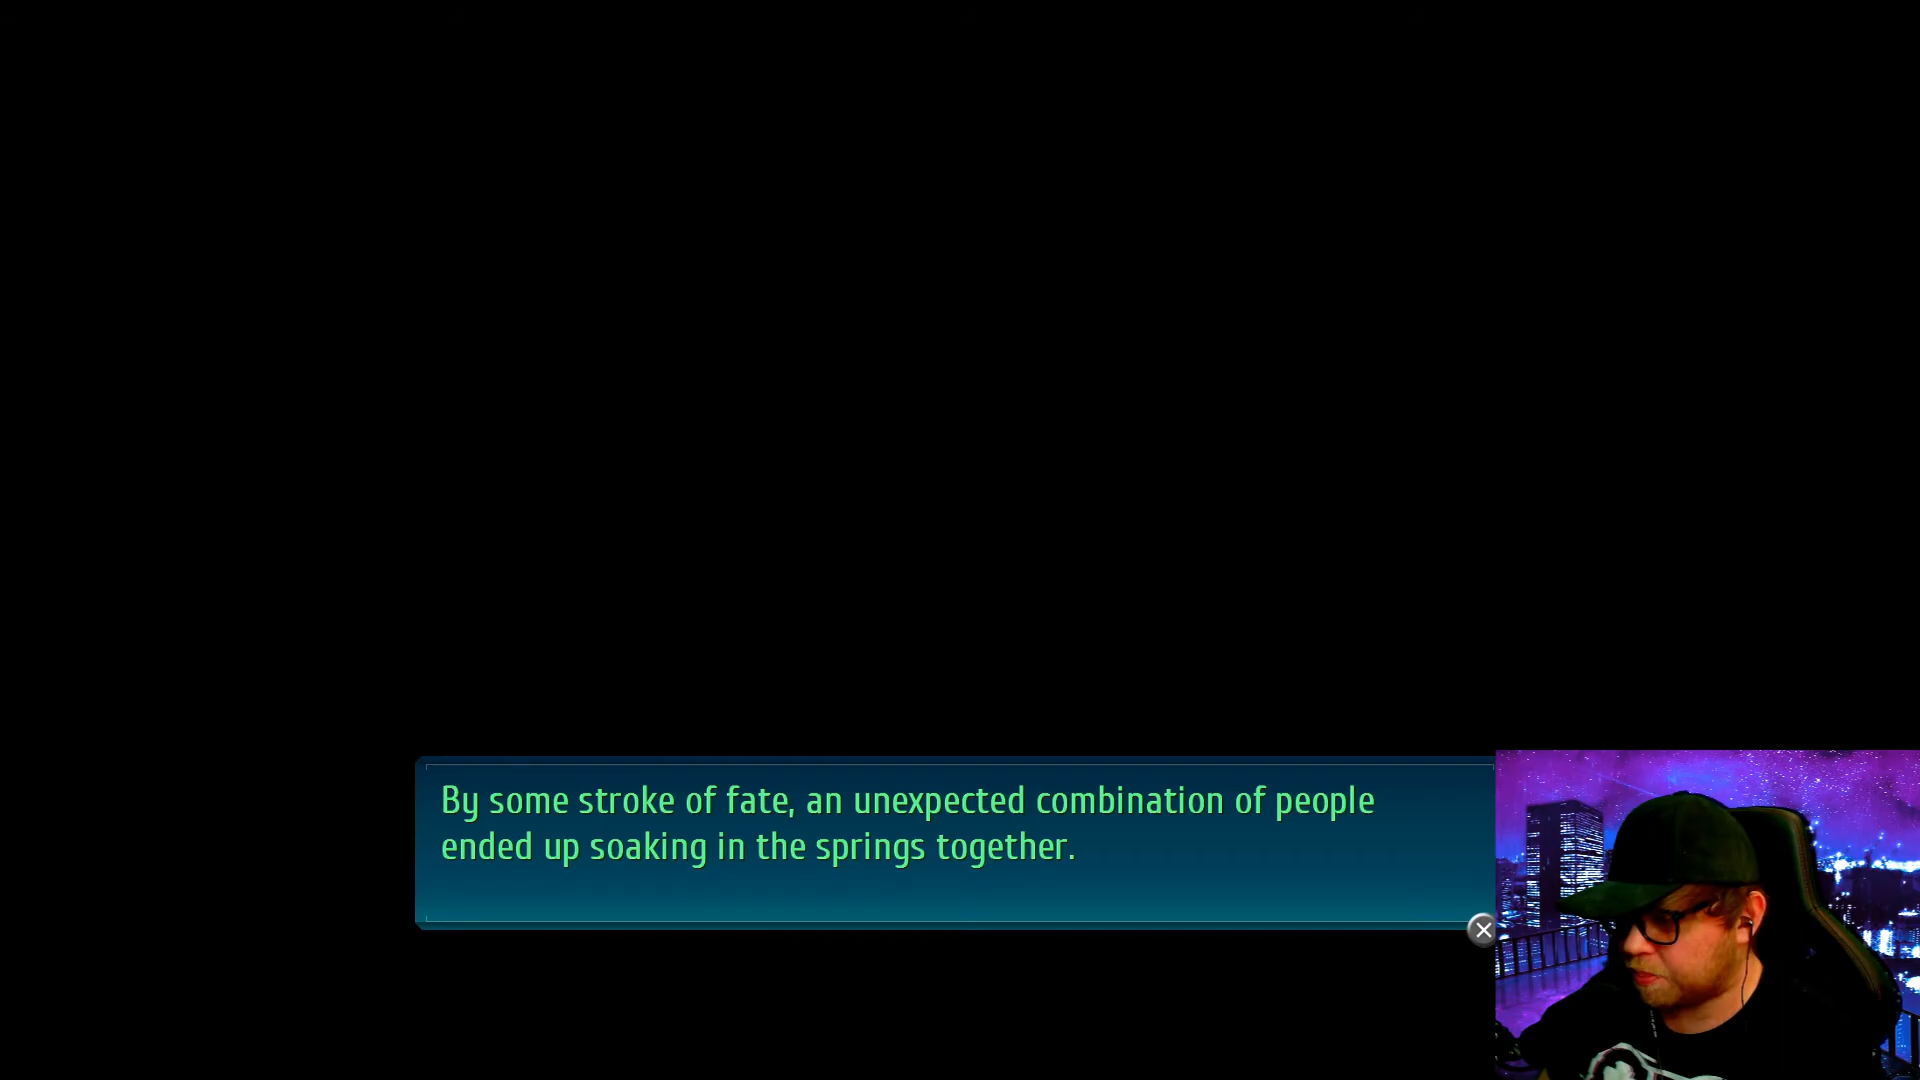 By some stroke of fate, an unexpected combination of people
ended up soaking in the springs together.